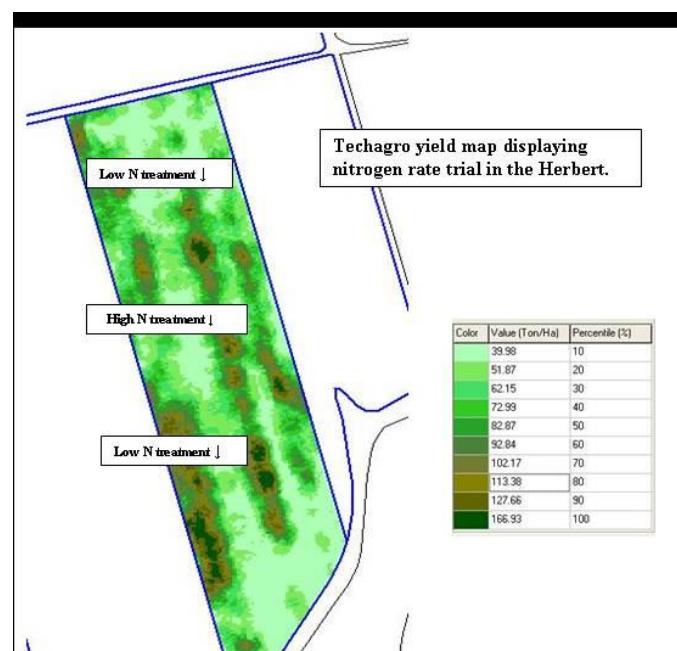 Techagro yield map displaying
nitrogen rate trial in the Herbert.
Low N treatment ↓
High N treatment ↓
Low N treatment ↓
Color Value (Ton/Ha) Percentile (%)
39.98 10
51.87 20
62.15 30
72.99 40
82.87 50
92.84 60
102.17 70
113.38 80
127.66 90
166.93 100